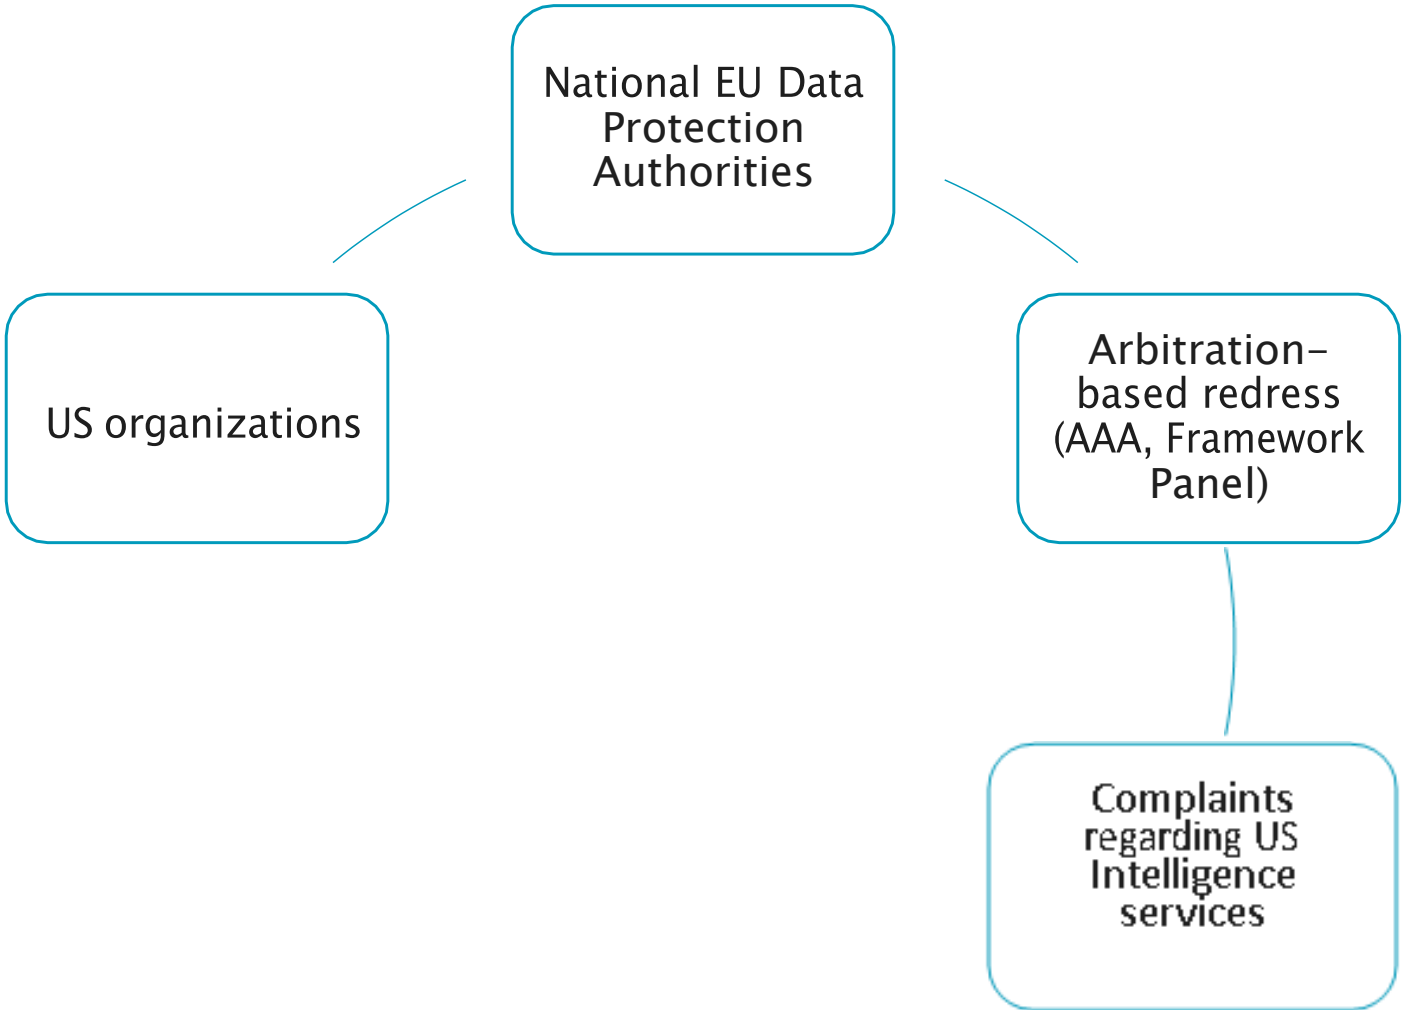 National EU Data
Protection
Authorities
US organizations
Arbitration-
based redress
(AAA, Framework
Panel)
Complaints
regarding US
Intelligence
services